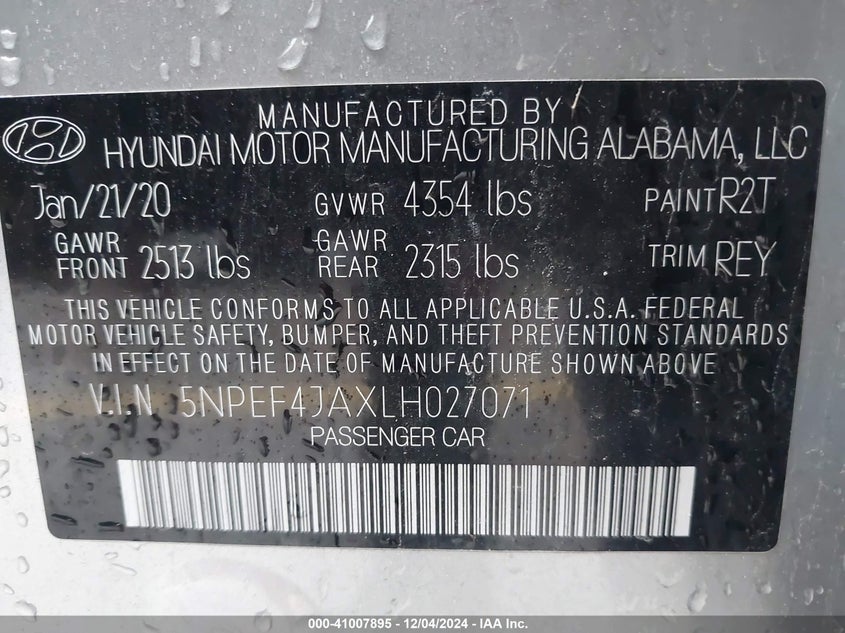 MANUFACTURED BY
HYUNDAI MOTOR MANUFACTURING ALABAMA, LLC
Jan/21/20 GVWR 4354 lbs PAINT R2T
GAWR FRONT 2513 lbs GAWR REAR 2315 lbs TRIM REY
THIS VEHICLE CONFORMS TO ALL APPLICABLE U.S.A. FEDERAL
MOTOR VEHICLE SAFETY, BUMPER, AND THEFT PREVENTION STANDARDS
IN EFFECT ON THE DATE OF MANUFACTURE SHOWN ABOVE
V.I.N. 5NPEF4JAXLH027071
PASSENGER CAR
000-41007895 - 12/04/2024 - IAA Inc.